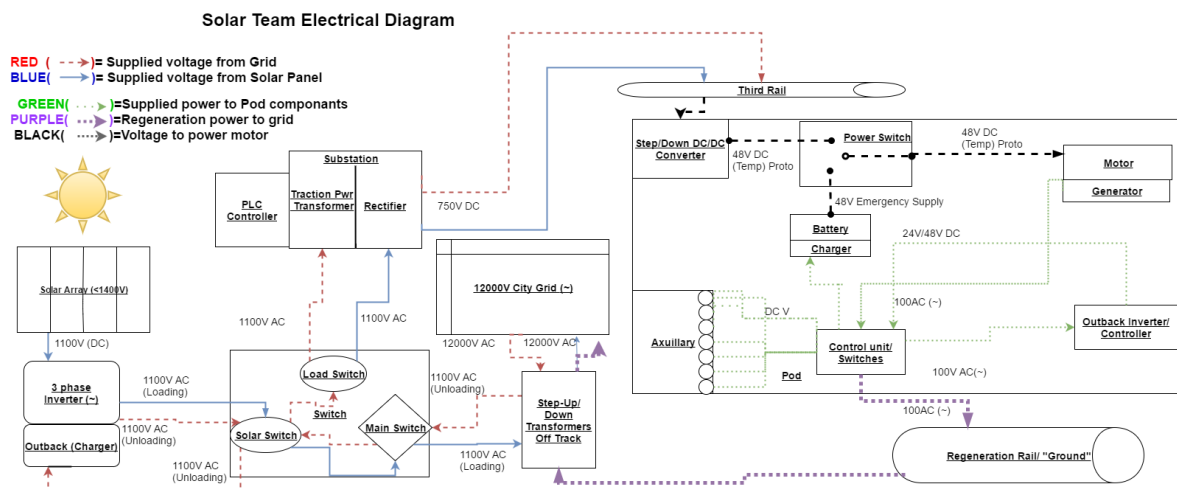 Solar Team Electrical Diagram
RED ( )= Supplied voltage from Grid
BLUE( )= Supplied voltage from Solar Panel
GREEN( )=Supplied power to Pod componants
PURPLE( )=Regeneration power to grid
BLACK( )=Voltage to power motor
Third Rail
Substation
PLC
Controller
Traction Pwr
Transformer
Rectifier
750V DC
Step/Down DC/DC
Converter
48V DC
(Temp) Proto
Power Switch
48V DC
(Temp) Proto
Motor
Generator
48V Emergency Supply
Battery
Charger
24V/48V DC
Solar Array (<1400V)
1100V (DC)
12000V City Grid (~)
1100V AC
1100V AC
12000V AC
12000V AC
3 phase
Inverter (~)
Outback (Charger)
1100V AC
(Loading)
1100V AC
(Unloading)
1100V AC
(Unloading)
Load Switch
Switch
Solar Switch
Main Switch
1100V AC
(Unloading)
1100V AC
(Loading)
Step-Up/
Down
Transformers
Off Track
Auxillary
DC V
Control unit/
Switches
Pod
100AC (~)
Outback Inverter/
Controller
100V AC(~)
100AC (~)
Regeneration Rail/ "Ground"